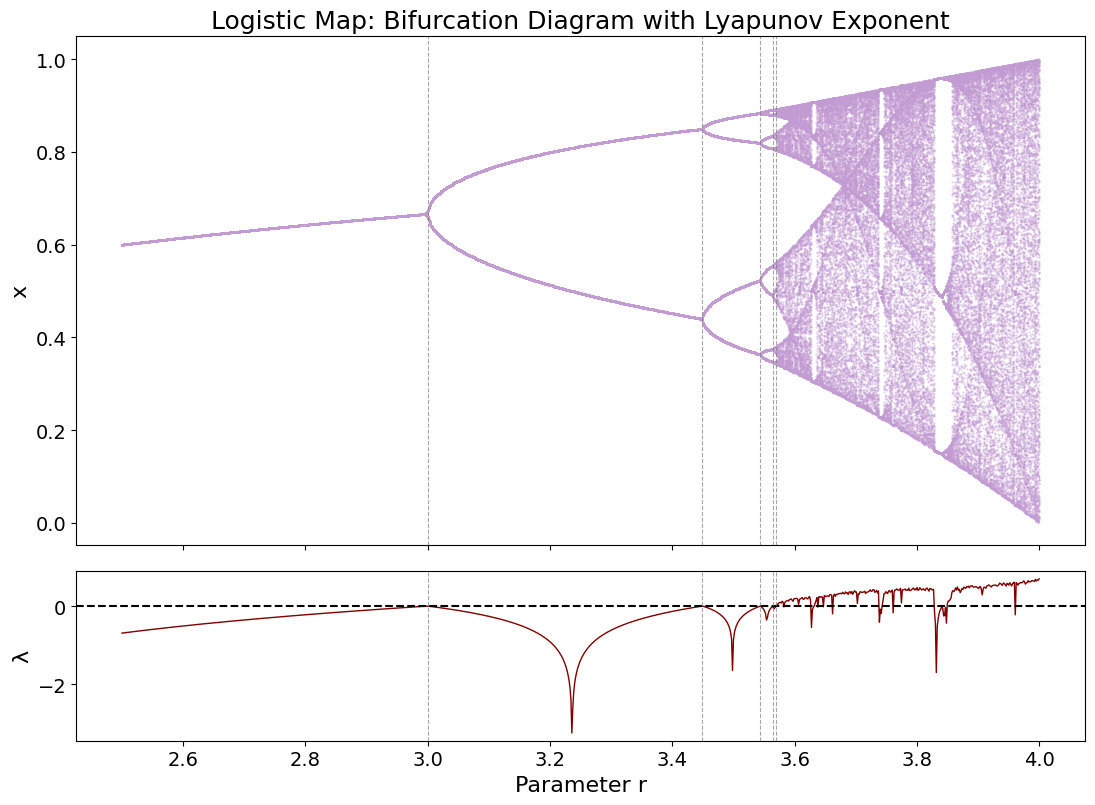 Logistic Map: Bifurcation Diagram with Lyapunov Exponent
1.0
0.8
0.6
0.4
0.2
0.0
x
0
−2
λ
2.6 2.8 3.0 3.2 3.4 3.6 3.8 4.0
Parameter r